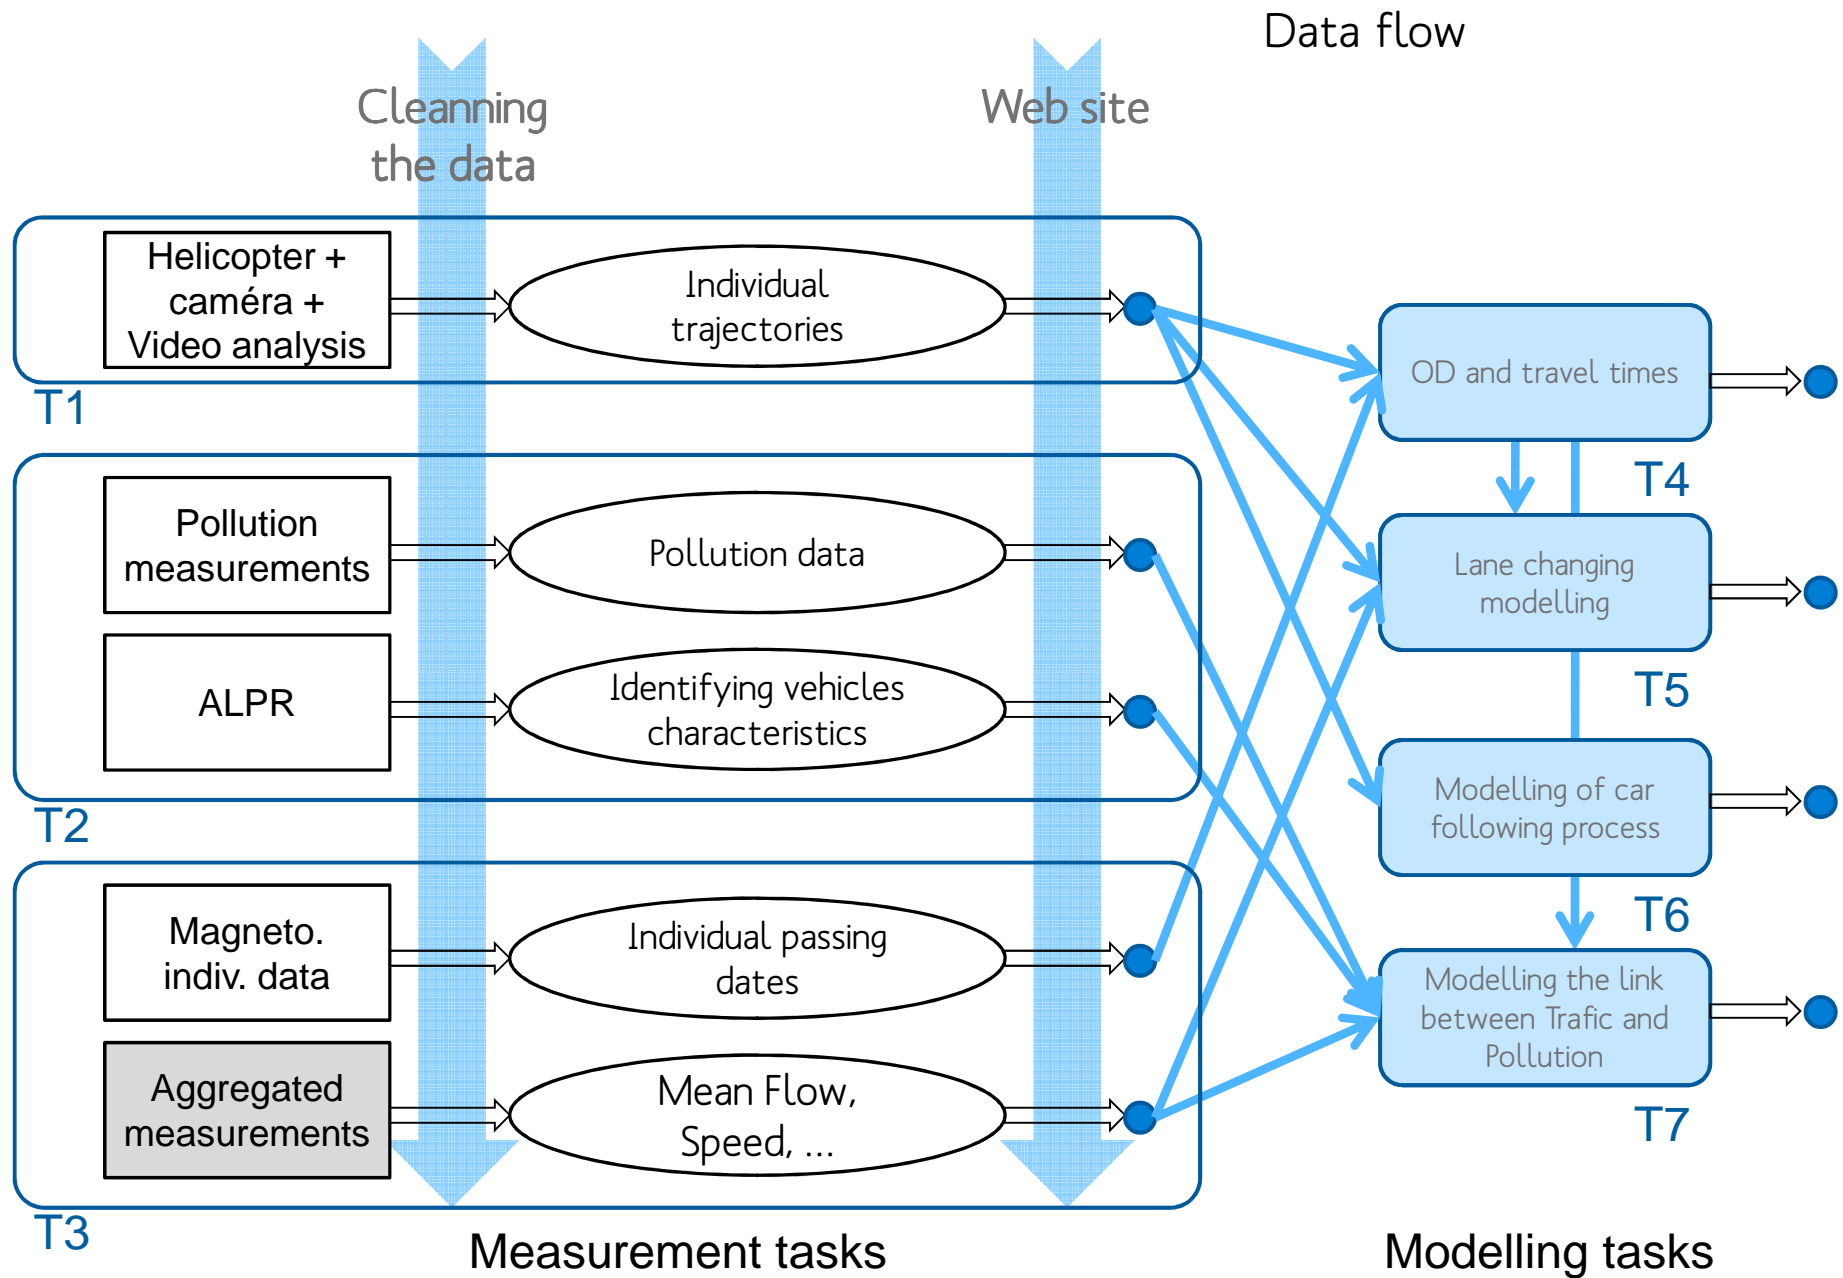 Data flow
Cleanning
the data
Web site
Helicopter +
caméra +
Video analysis
Individual
trajectories
T1
OD and travel times
T4
Pollution
measurements
Pollution data
Lane changing
modelling
T5
ALPR
Identifying vehicles
characteristics
T2
Modelling of car
following process
T6
Magneto.
indiv. data
Individual passing
dates
Modelling the link
between Trafic and
Pollution
T7
Aggregated
measurements
Mean Flow,
Speed, ...
T3
Measurement tasks
Modelling tasks